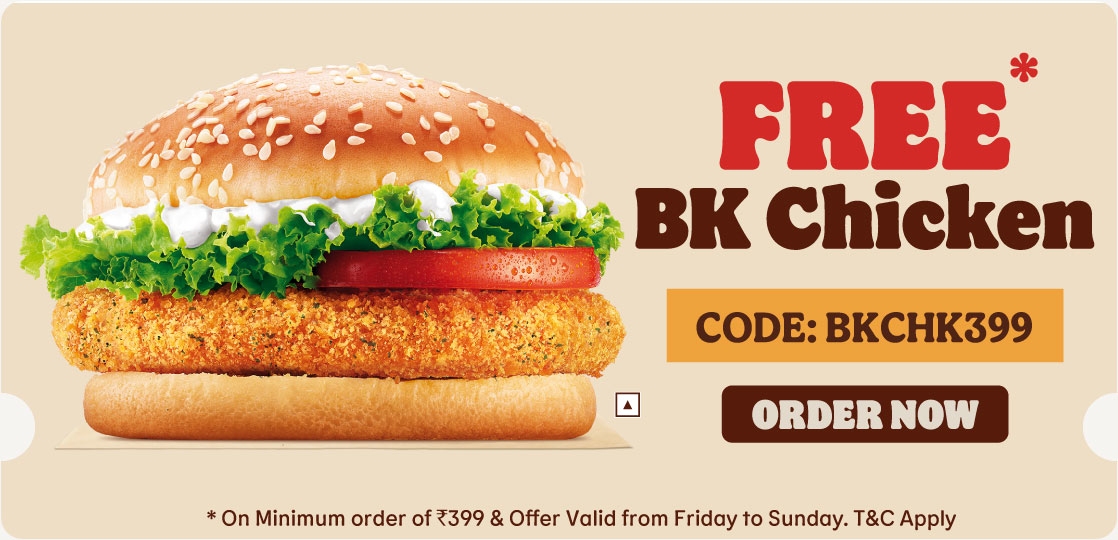 FREE*
BK Chicken
CODE: BKCHK399
ORDER NOW
* On Minimum order of ₹399 & Offer Valid from Friday to Sunday. T&C Apply